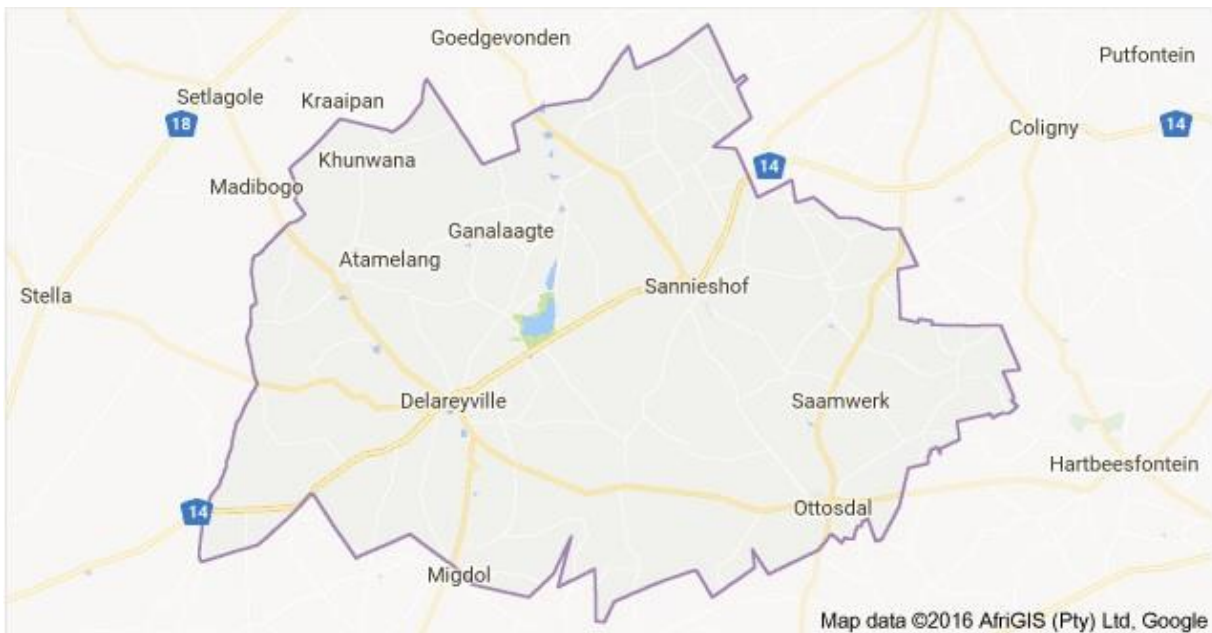 Goedgevonden
Putfontein
Setlagole
Kraaipan
18
14
Coligny
14
Khunwana
Madibogo
Ganalaagte
Atamelang
Sannieshof
Stella
Delareyville
Saamwerk
Hartbeesfontein
14
Ottosdal
Migdol
Map data ©2016 AfriGIS (Pty) Ltd, Google